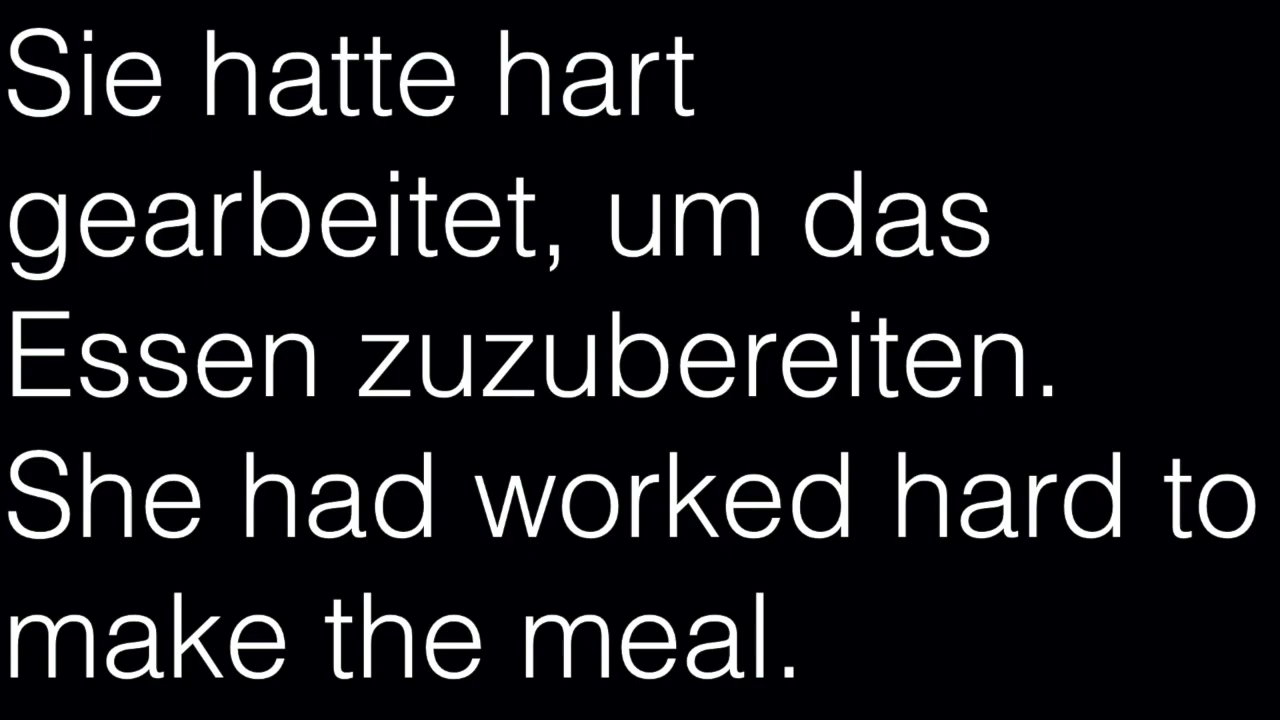 Sie hatte hart
gearbeitet, um das
Essen zuzubereiten.
She had worked hard to
make the meal.